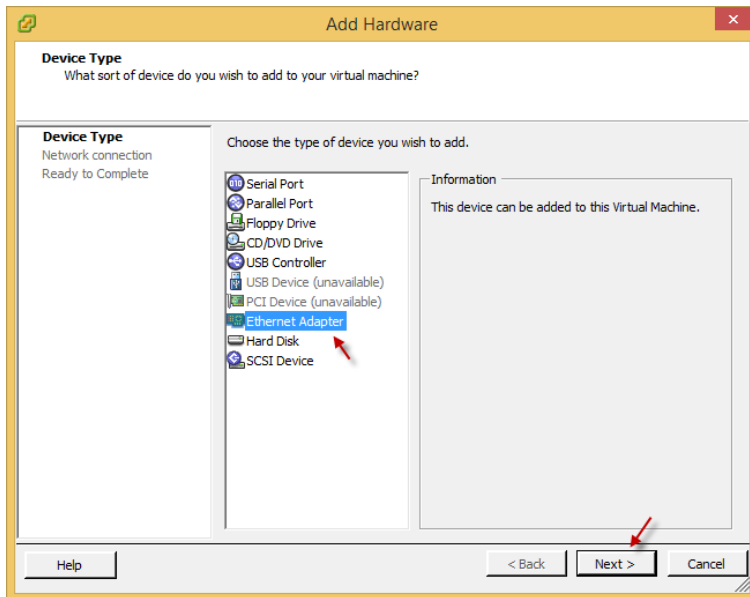 Add Hardware
Device Type
What sort of device do you wish to add to your virtual machine?
Device Type
Network connection
Ready to Complete
Choose the type of device you wish to add.
Serial Port
Parallel Port
Floppy Drive
CD/DVD Drive
USB Controller
USB Device (unavailable)
PCI Device (unavailable)
Ethernet Adapter
Hard Disk
SCSI Device
Information
This device can be added to this Virtual Machine.
Help
< Back
Next >
Cancel